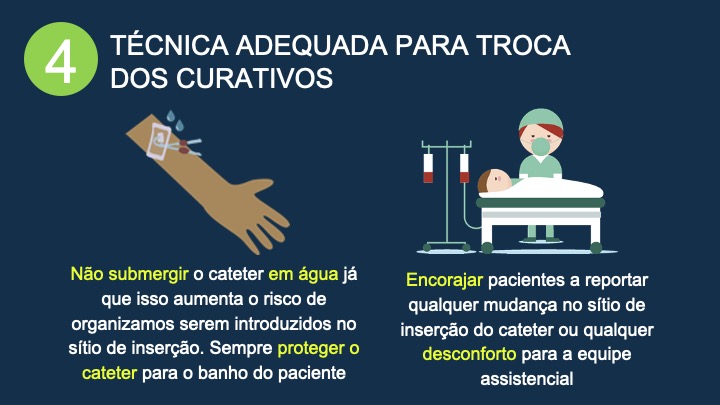 4
TÉCNICA ADEQUADA PARA TROCA
DOS CURATIVOS
Não submergir o cateter em água já
que isso aumenta o risco de
organizamos serem introduzidos no
sítio de inserção. Sempre proteger o
cateter para o banho do paciente
Encorajar pacientes a reportar
qualquer mudança no sítio de
inserção do cateter ou qualquer
desconforto para a equipe
assistencial